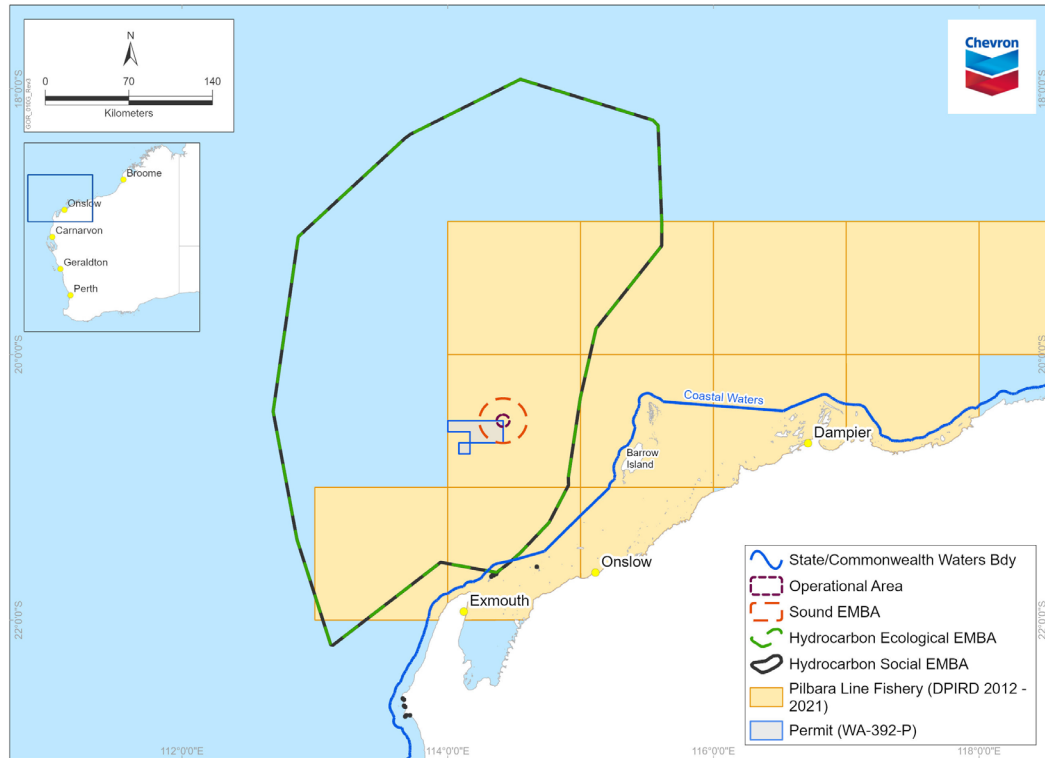 N
0 70 140
Kilometers
GOR_0160_Rev3
Chevron
Broome
Onslow
Carnarvon
Geraldton
Perth
18°0'0"S
18°0'0"S
20°0'0"S
20°0'0"S
22°0'0"S
22°0'0"S
Coastal Waters
Dampier
Barrow
Island
Onslow
Exmouth
State/Commonwealth Waters Bdy
Operational Area
Sound EMBA
Hydrocarbon Ecological EMBA
Hydrocarbon Social EMBA
Pilbara Line Fishery (DPIRD 2012 -
2021)
Permit (WA-392-P)
112°0'0"E
114°0'0"E
116°0'0"E
118°0'0"E